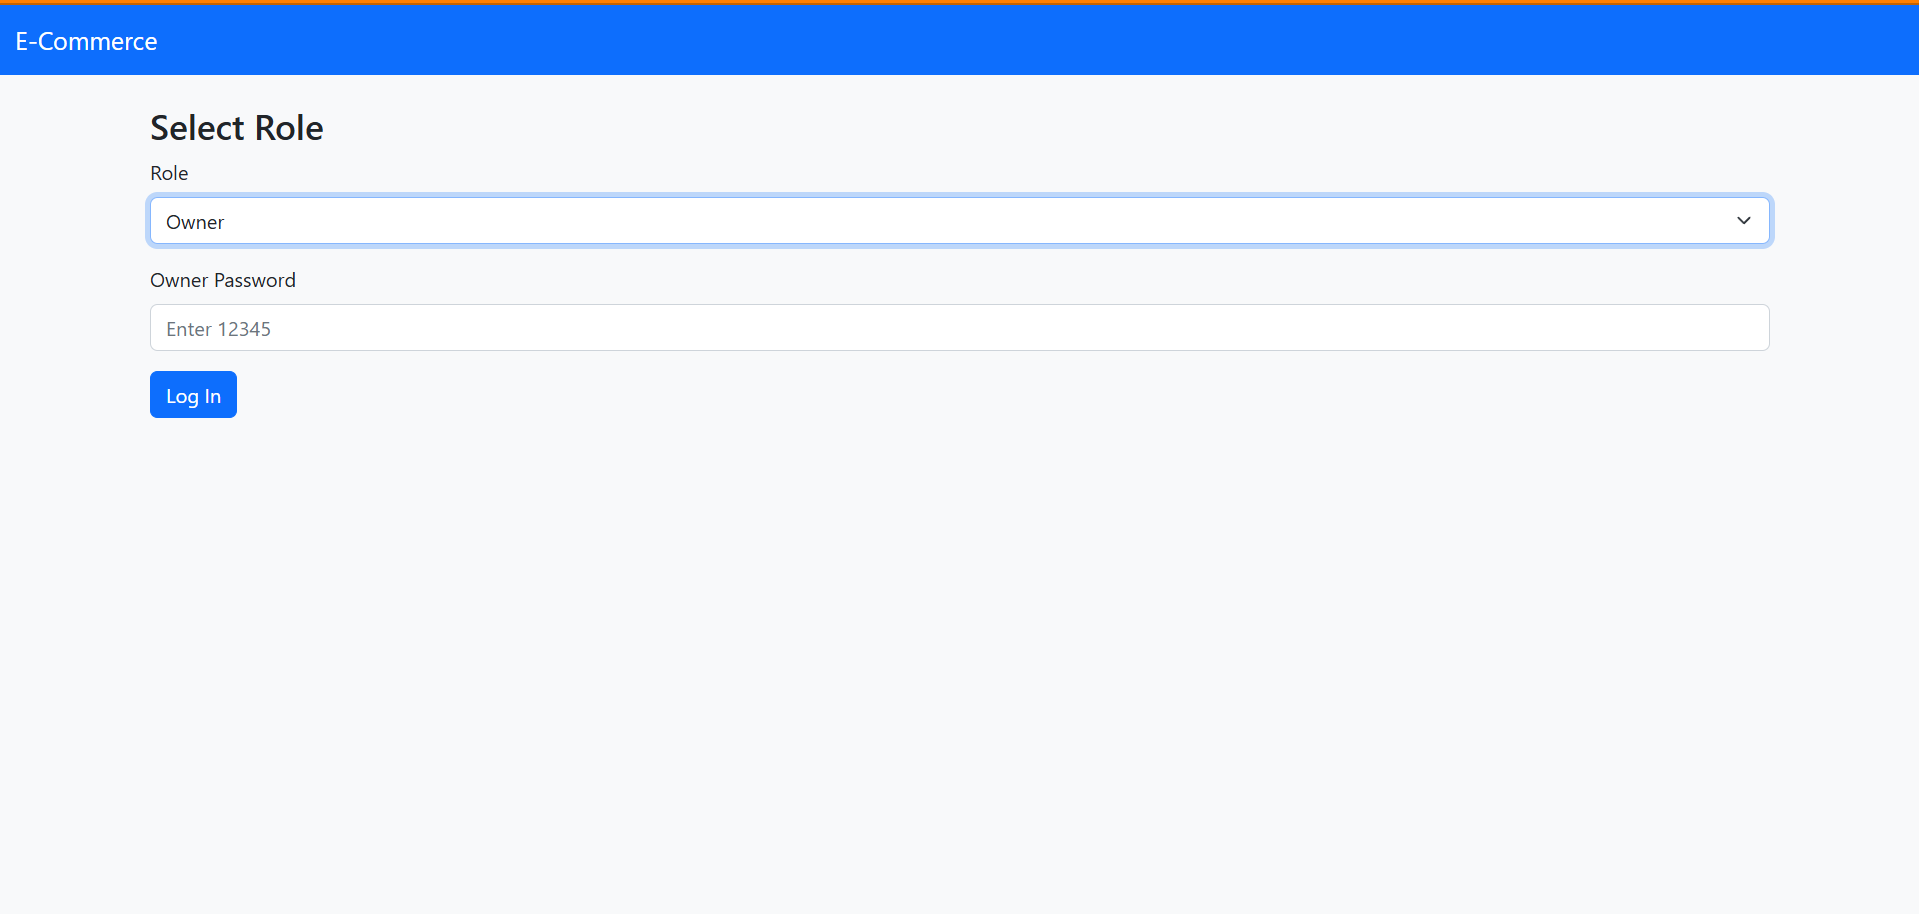 E-Commerce
Select Role
Role
Owner
Owner Password
Enter 12345
Log In